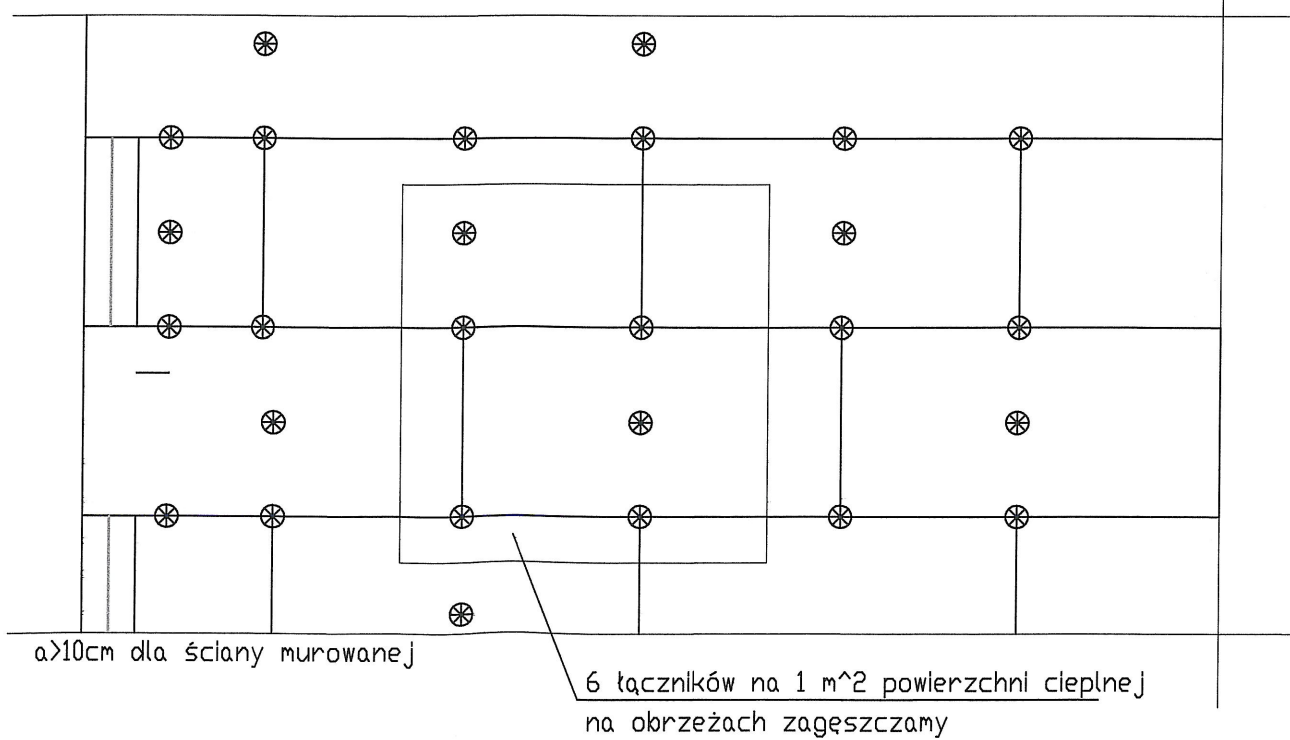 a>10cm dla ściany murowanej
6 łączników na 1 m^2 powierzchni cieplnej
na obrzeżach zagęszczamy